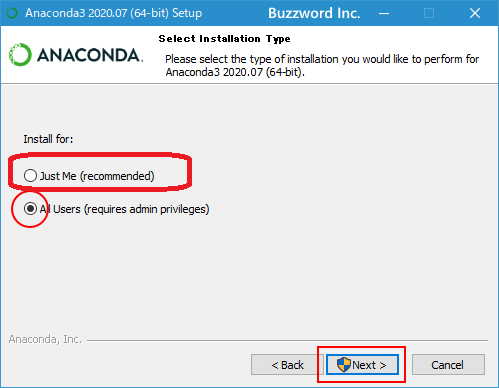 Anaconda3 2020.07 (64-bit) Setup Buzzword Inc.
ANACONDA.
Select Installation Type
Please select the type of installation you would like to perform for
Anaconda3 2020.07 (64-bit).
Install for:
Just Me (recommended)
All Users (requires admin privileges)
Anaconda, Inc.
< Back Next > Cancel